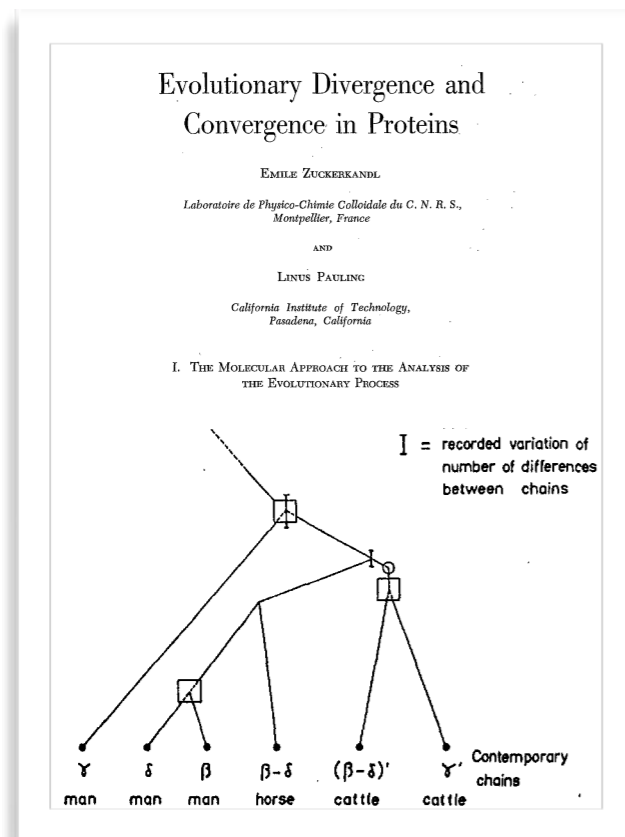 Evolutionary Divergence and
Convergence in Proteins
EMILE ZUCKERKANDL
Laboratoire de Physico-Chimie Colloidale du C. N. R. S.,
Montpellier, France
AND
LINUS PAULING
California Institute of Technology,
Pasadena, California
I. THE MOLECULAR APPROACH TO THE ANALYSIS OF
THE EVOLUTIONARY PROCESS
I = recorded variation of
number of differences
between chains
γ δ β β-δ (β-δ)' γ' Contemporary
chains
man man man horse cattle cattle